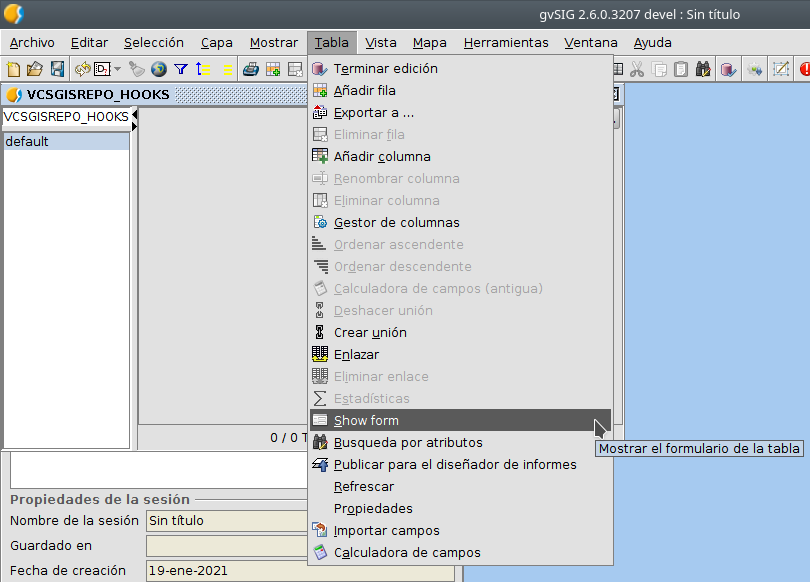 gvSIG 2.6.0.3207 devel : Sin título
Archivo Editar Selección Capa Mostrar Tabla Vista Mapa Herramientas Ventana Ayuda
VCSGISREPO_HOOKS
VCSGISREPO_HOOKS
default
Terminar edición
Añadir fila
Exportar a ...
Eliminar fila
Añadir columna
Renombrar columna
Eliminar columna
Gestor de columnas
Ordenar ascendente
Ordenar descendente
Calculadora de campos (antigua)
Deshacer unión
Crear unión
Enlazar
Eliminar enlace
Estadísticas
Show form
Busqueda por atributos
Publicar para el diseñador de informes
Refrescar
Propiedades
Importar campos
Calculadora de campos
Mostrar el formulario de la tabla
0 / 0 T
Propiedades de la sesión
Nombre de la sesión Sin título
Guardado en
Fecha de creación 19-ene-2021